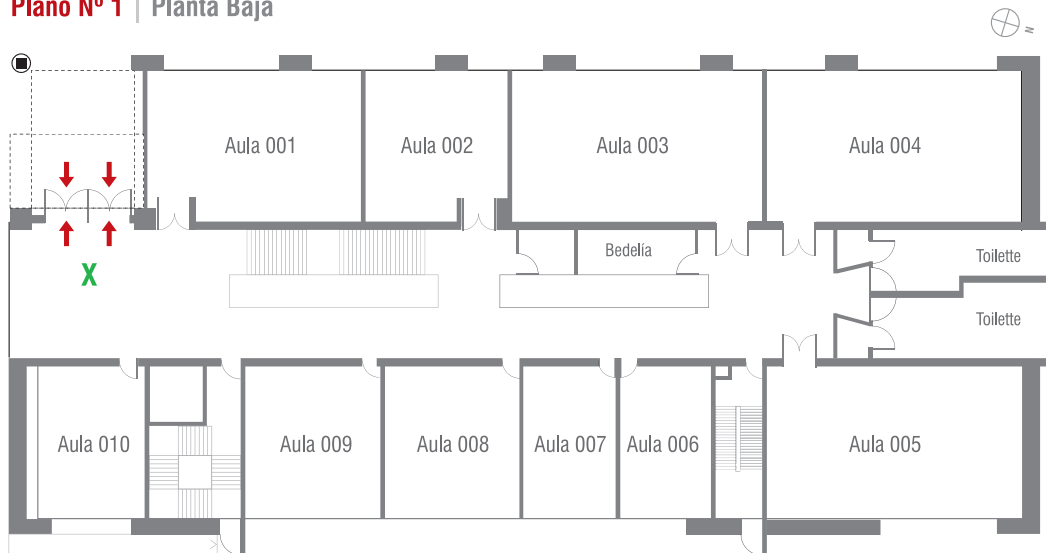 Plano Nº 1 | Planta Baja
N
Aula 001
Aula 002
Aula 003
Aula 004
X
Bedelía
Toilette
Toilette
Aula 010
Aula 009
Aula 008
Aula 007
Aula 006
Aula 005